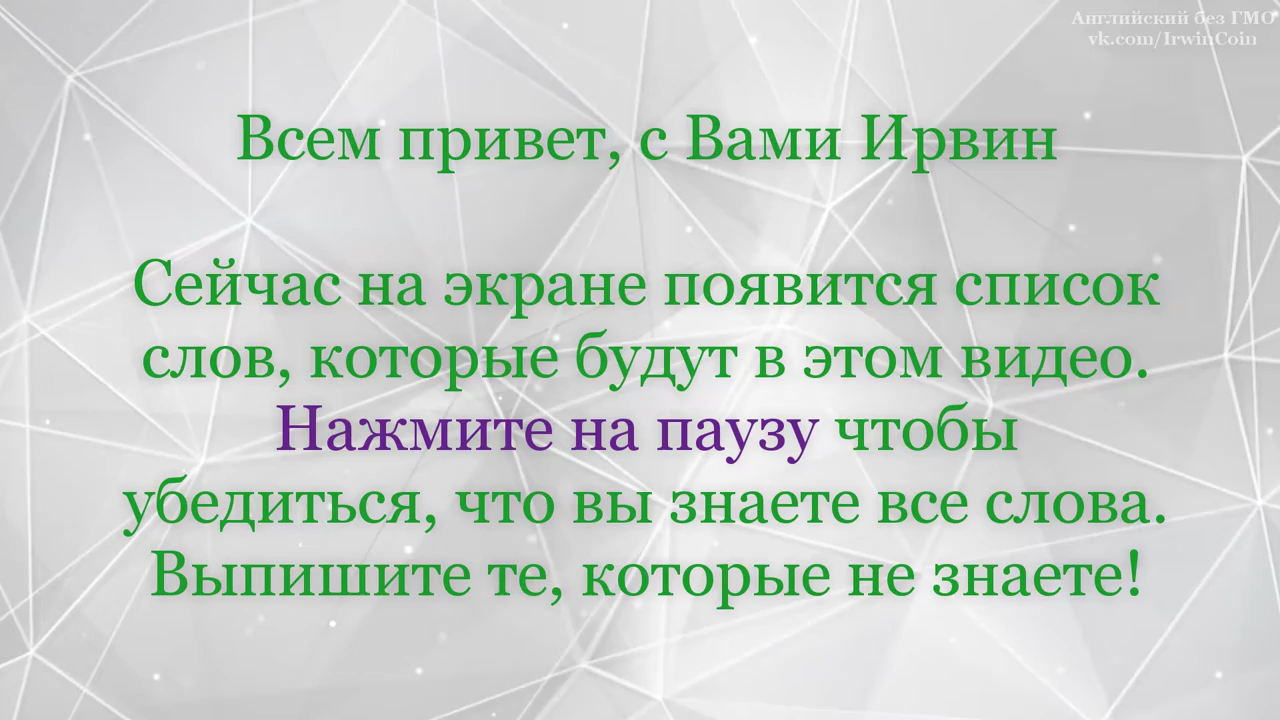 Английский без ГМО
vk.com/IrwinCoin
Всем привет, с Вами Ирвин
Сейчас на экране появится список
слов, которые будут в этом видео.
Нажмите на паузу чтобы
убедиться, что вы знаете все слова.
Выпишите те, которые не знаете!